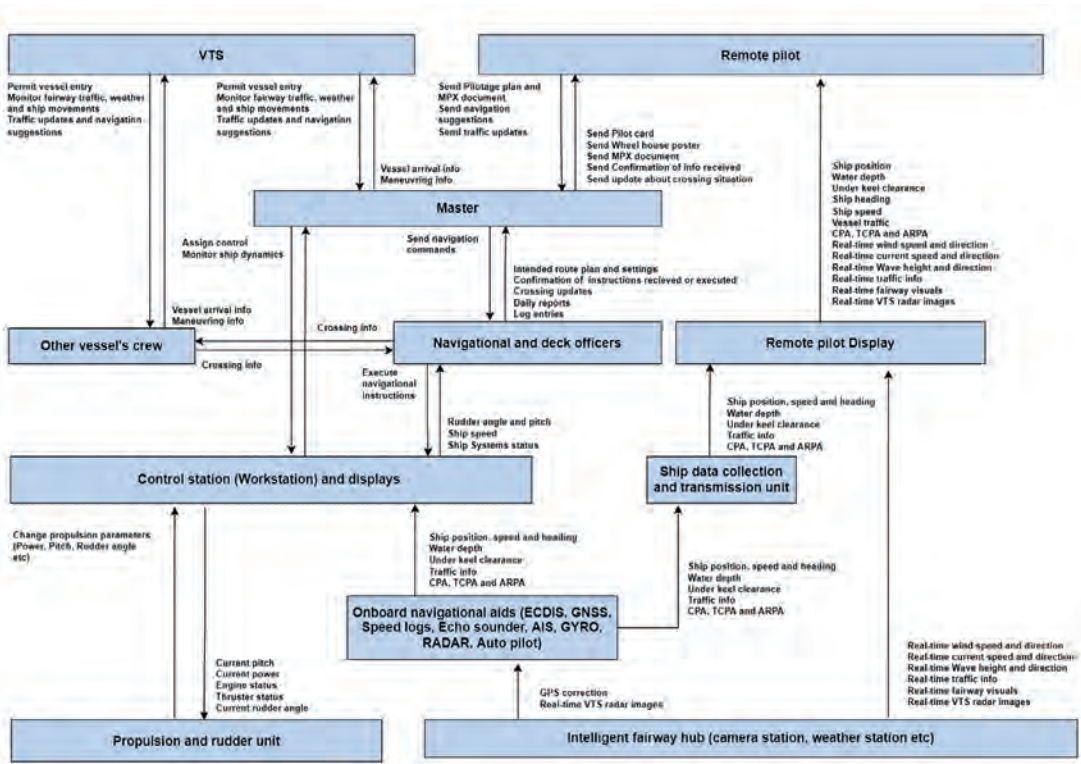 VTS
Remote pilot
Permit vessel entry
Monitor fairway traffic, weather
and ship movements
Traffic updates and navigation
suggestions
Permit vessel entry
Monitor fairway traffic, weather
and ship movements
Traffic updates and navigation
suggestions
Send Pilotage plan and
MPX document
Send navigation
suggestions
Send traffic updates
Send Pilot card
Send Wheel house poster
Send MPX document
Send Confirmation of info received
Send update about crossing situation
Vessel arrival info
Maneuvring info
Ship position
Water depth
Under keel clearance
Ship heading
Ship speed
Vessel traffic
CPA, TCPA and ARPA
Real-time wind speed and direction
Real-time current speed and direction
Real-time Wave height and direction
Real-time traffic info
Real-time fairway visuals
Real-time VTS radar images
Master
Assign control
Monitor ship dynamics
Send navigation
commands
Intended route plan and settings
Confirmation of instructions recieved or executed
Crossing updates
Daily reports
Log entries
Vessel arrival info
Maneuvring info
Crossing info
Other vessel's crew
Navigational and deck officers
Remote pilot Display
Crossing info
Execute
navigational
instructions
Rudder angle and pitch
Ship speed
Ship Systems status
Ship position, speed and heading
Water depth
Under keel clearance
Traffic info
CPA, TCPA and ARPA
Control station (Workstation) and displays
Ship data collection
and transmission unit
Change propulsion parameters
(Power, Pitch, Rudder angle
etc)
Ship position, speed and heading
Water depth
Under keel clearance
Traffic info
CPA, TCPA and ARPA
Ship position, speed and heading
Water depth
Under keel clearance
Traffic info
CPA, TCPA and ARPA
Onboard navigational aids (ECDIS, GNSS,
Speed logs, Echo sounder, AIS, GYRO,
RADAR, Auto pilot)
Current pitch
Current power
Engine status
Thruster status
Current rudder angle
GPS correction
Real-time VTS radar images
Real-time wind speed and direction
Real-time current speed and direction
Real-time Wave height and direction
Real-time traffic info
Real-time fairway visuals
Real-time VTS radar images
Propulsion and rudder unit
Intelligent fairway hub (camera station, weather station etc)